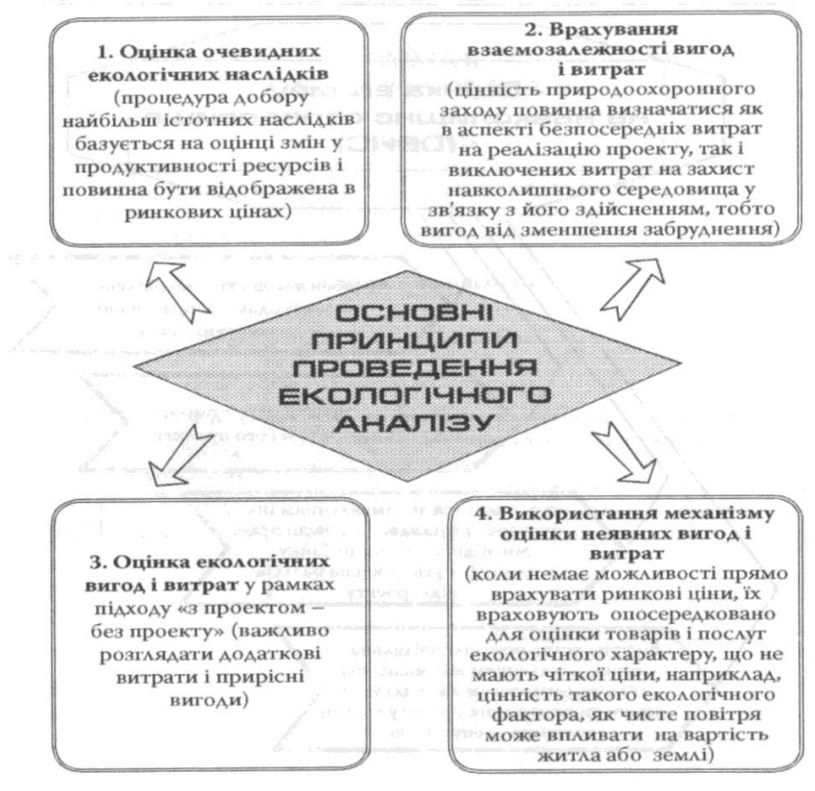 1. Оцінка очевидних
екологічних наслідків
(процедура добору
найбільш істотних наслідків
базується на оцінці змін у
продуктивності ресурсів і
повинна бути відображена в
ринкових цінах)
2. Врахування
взаємозалежності вигод
і витрат
(цінність природоохоронного
заходу повинна визначатися як
в аспекті безпосередніх витрат
на реалізацію проекту, так і
виключених витрат на захист
навколишнього середовища у
зв'язку з його здійсненням, тобто
вигод від зменшення забруднення)
ОСНОВНІ
ПРИНЦИПИ
ПРОВЕДЕННЯ
ЕКОЛОГІЧНОГО
АНАЛІЗУ
3. Оцінка екологічних
вигод і витрат у рамках
підходу «з проектом –
без проекту» (важливо
розглядати додаткові
витрати і прирісні
вигоди)
4. Використання механізму
оцінки неявних вигод і
витрат
(коли немає можливості прямо
врахувати ринкові ціни, їх
враховують опосередковано
для оцінки товарів і послуг
екологічного характеру, що не
мають чіткої ціни, наприклад,
цінність такого екологічного
фактора, як чисте повітря
може впливати на вартість
житла або землі)